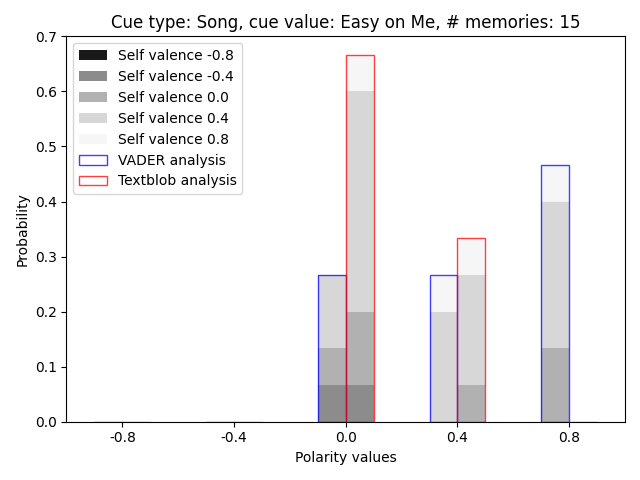 Cue type: Song, cue value: Easy on Me, # memories: 15
0.7
0.6
0.5
0.4
0.3
0.2
0.1
0.0
Probability
Self valence -0.8
Self valence -0.4
Self valence 0.0
Self valence 0.4
Self valence 0.8
VADER analysis
Textblob analysis
-0.8 -0.4 0.0 0.4 0.8
Polarity values